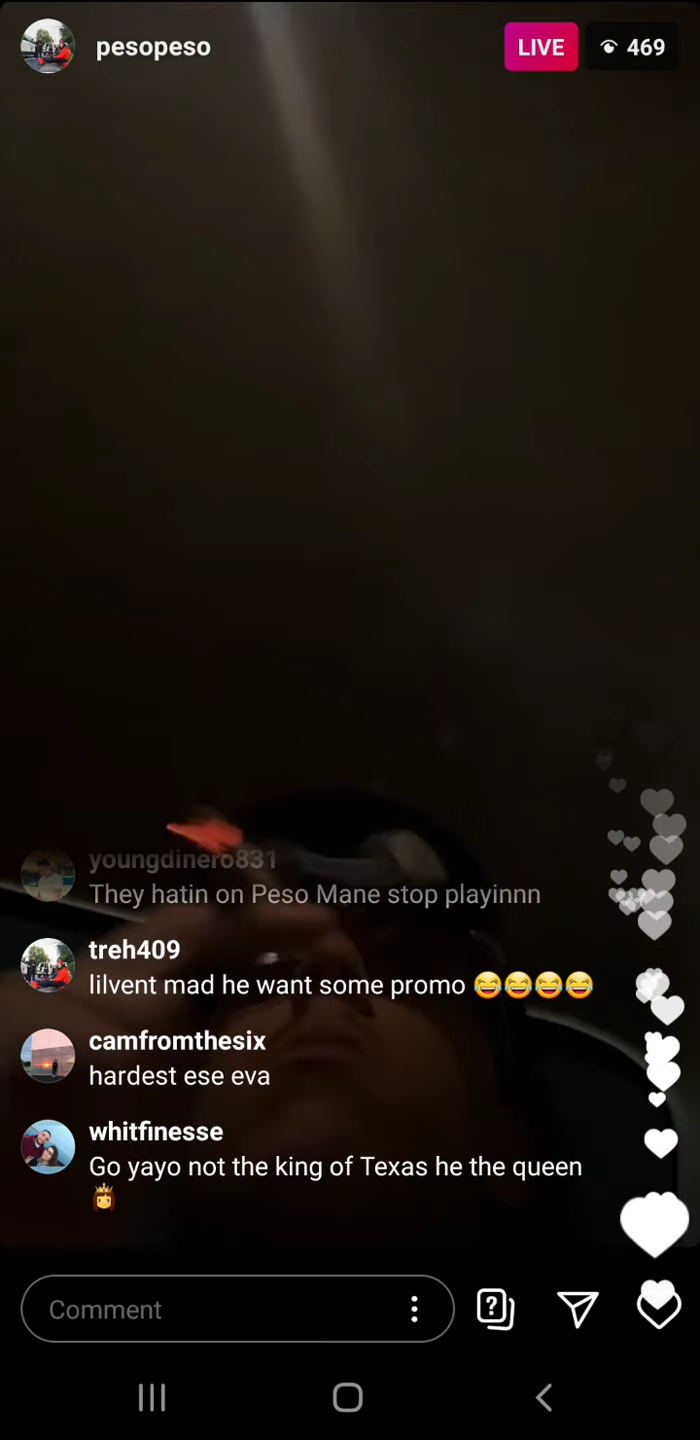 pesopeso
LIVE
469
youngdinero831
They hatin on Peso Mane stop playinnn
treh409
lilvent mad he want some promo 😂😂😂😂
camfromthesix
hardest ese eva
whitfinesse
Go yayo not the king of Texas he the queen
👸
Comment